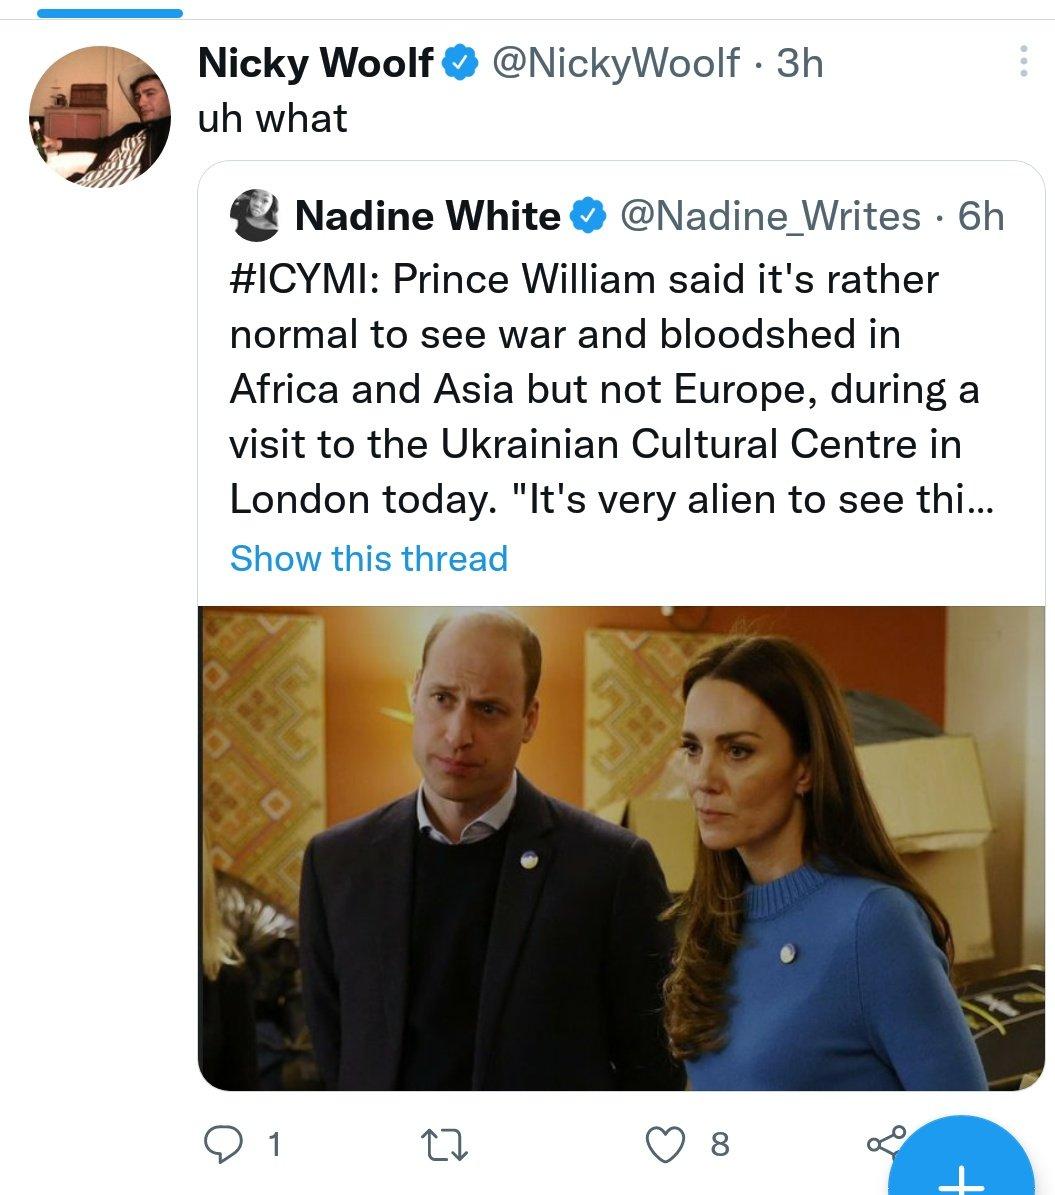 Nicky Woolf @NickyWoolf · 3h
uh what
Nadine White @Nadine_Writes · 6h
#ICYMI: Prince William said it's rather
normal to see war and bloodshed in
Africa and Asia but not Europe, during a
visit to the Ukrainian Cultural Centre in
London today. "It's very alien to see thi...
Show this thread
1
8